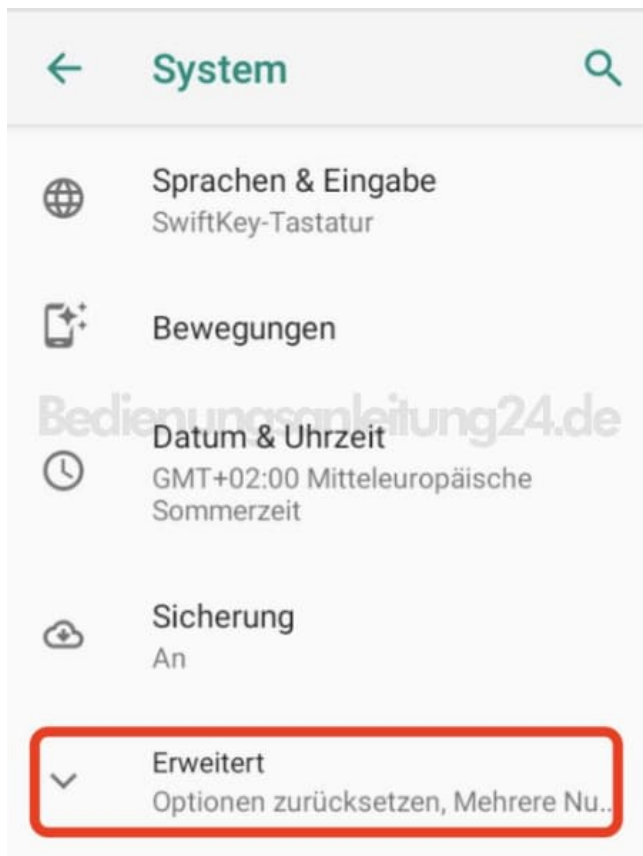 System
Sprachen & Eingabe
SwiftKey-Tastatur
Bewegungen
Bedienungsanleitung24.de
Datum & Uhrzeit
GMT+02:00 Mitteleuropäische
Sommerzeit
Sicherung
An
Erweitert
Optionen zurücksetzen, Mehrere Nu..